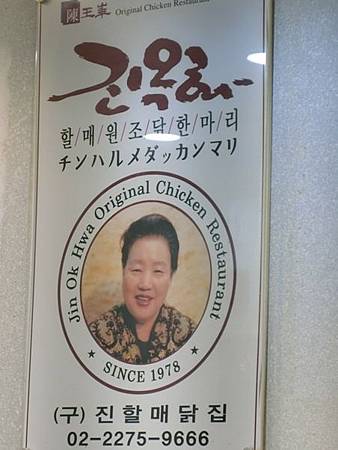 陳玉華 Original Chicken Restaurant
진옥화
할/매/원/조/닭/한/마/리
チンハルメダッカンマリ
Jin Ok Hwa Original Chicken Restaurant
★ SINCE 1978 ★
(구) 진할매닭집
02-2275-9666